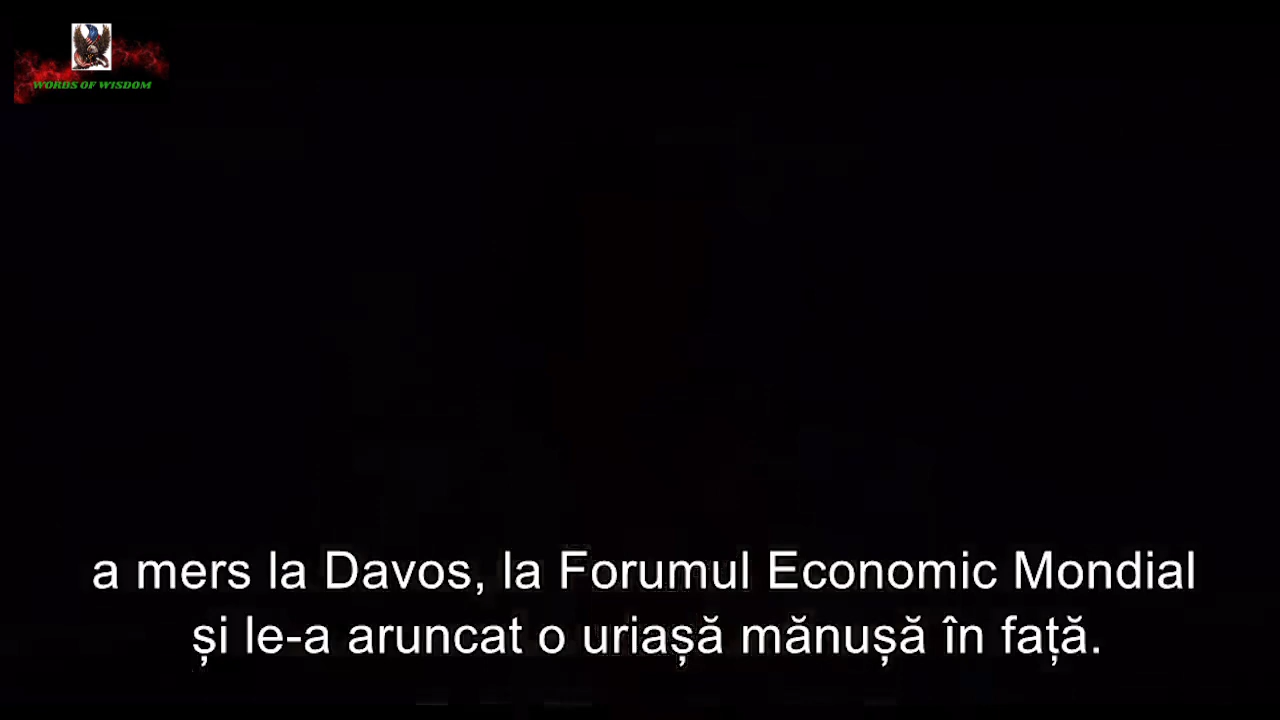 WORDS OF WISDOM
a mers la Davos, la Forumul Economic Mondial
și le-a aruncat o uriașă mănușă în față.